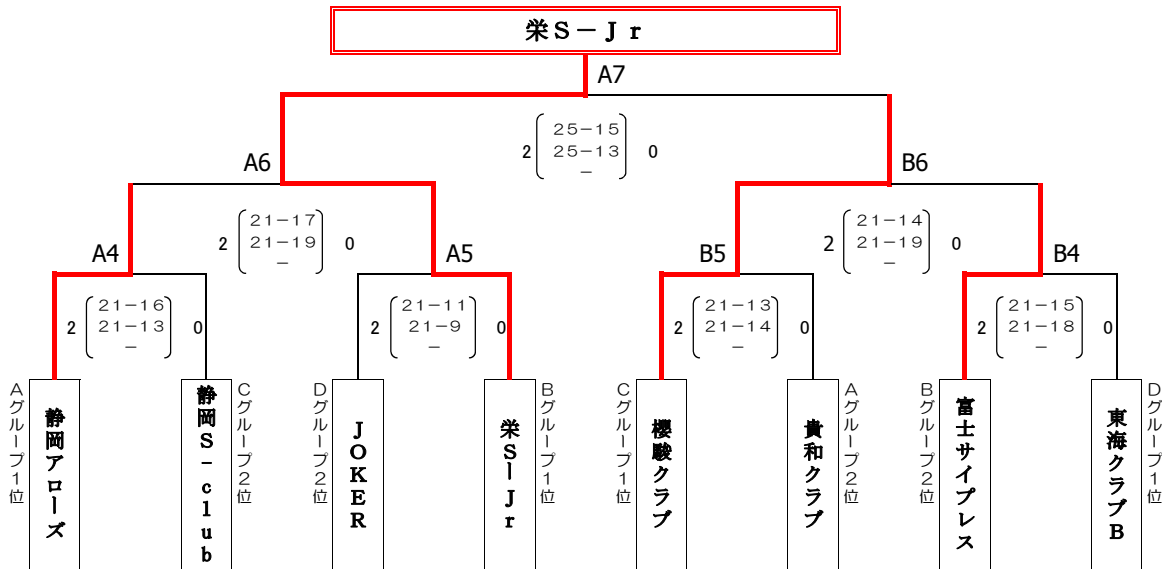 栄S－Jr
A7
2 25－15 0
25－13
－
A6
B6
2 21－17 0
21－19
－
2 21－14 0
21－19
－
A4
A5
B5
B4
2 21－16 0
21－13
－
2 21－11 0
21－9
－
2 21－13 0
21－14
－
2 21－15 0
21－18
－
Aグループ1位
静岡アローズ
静岡S－club
Cグループ2位
Dグループ2位
JOKER
栄S－Jr
Bグループ1位
Cグループ1位
櫻駿クラブ
貴和クラブ
Aグループ2位
Bグループ2位
富士サイプレス
東海クラブB
Dグループ1位